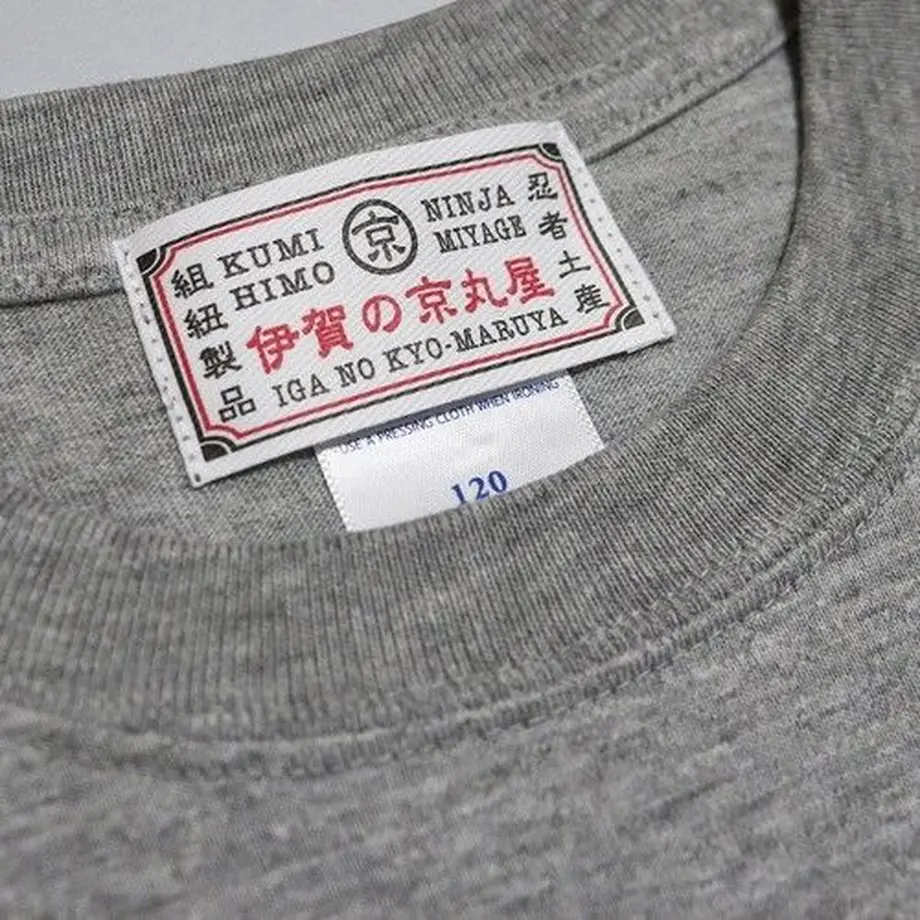 組紐製品
KUMI
HIMO
京
NINJA
MIYAGE
忍者土産
伊賀の京丸屋
IGA NO KYO-MARUYA
USE A PRESSING CLOTH WHEN IRONING
120